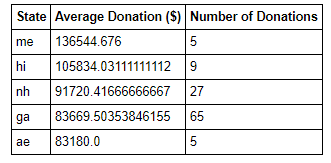 State Average Donation ($) Number of Donations
me 136544.676 5
hi 105834.03111111112 9
nh 91720.41666666667 27
ga 83669.50353846155 65
ae 83180.0 5